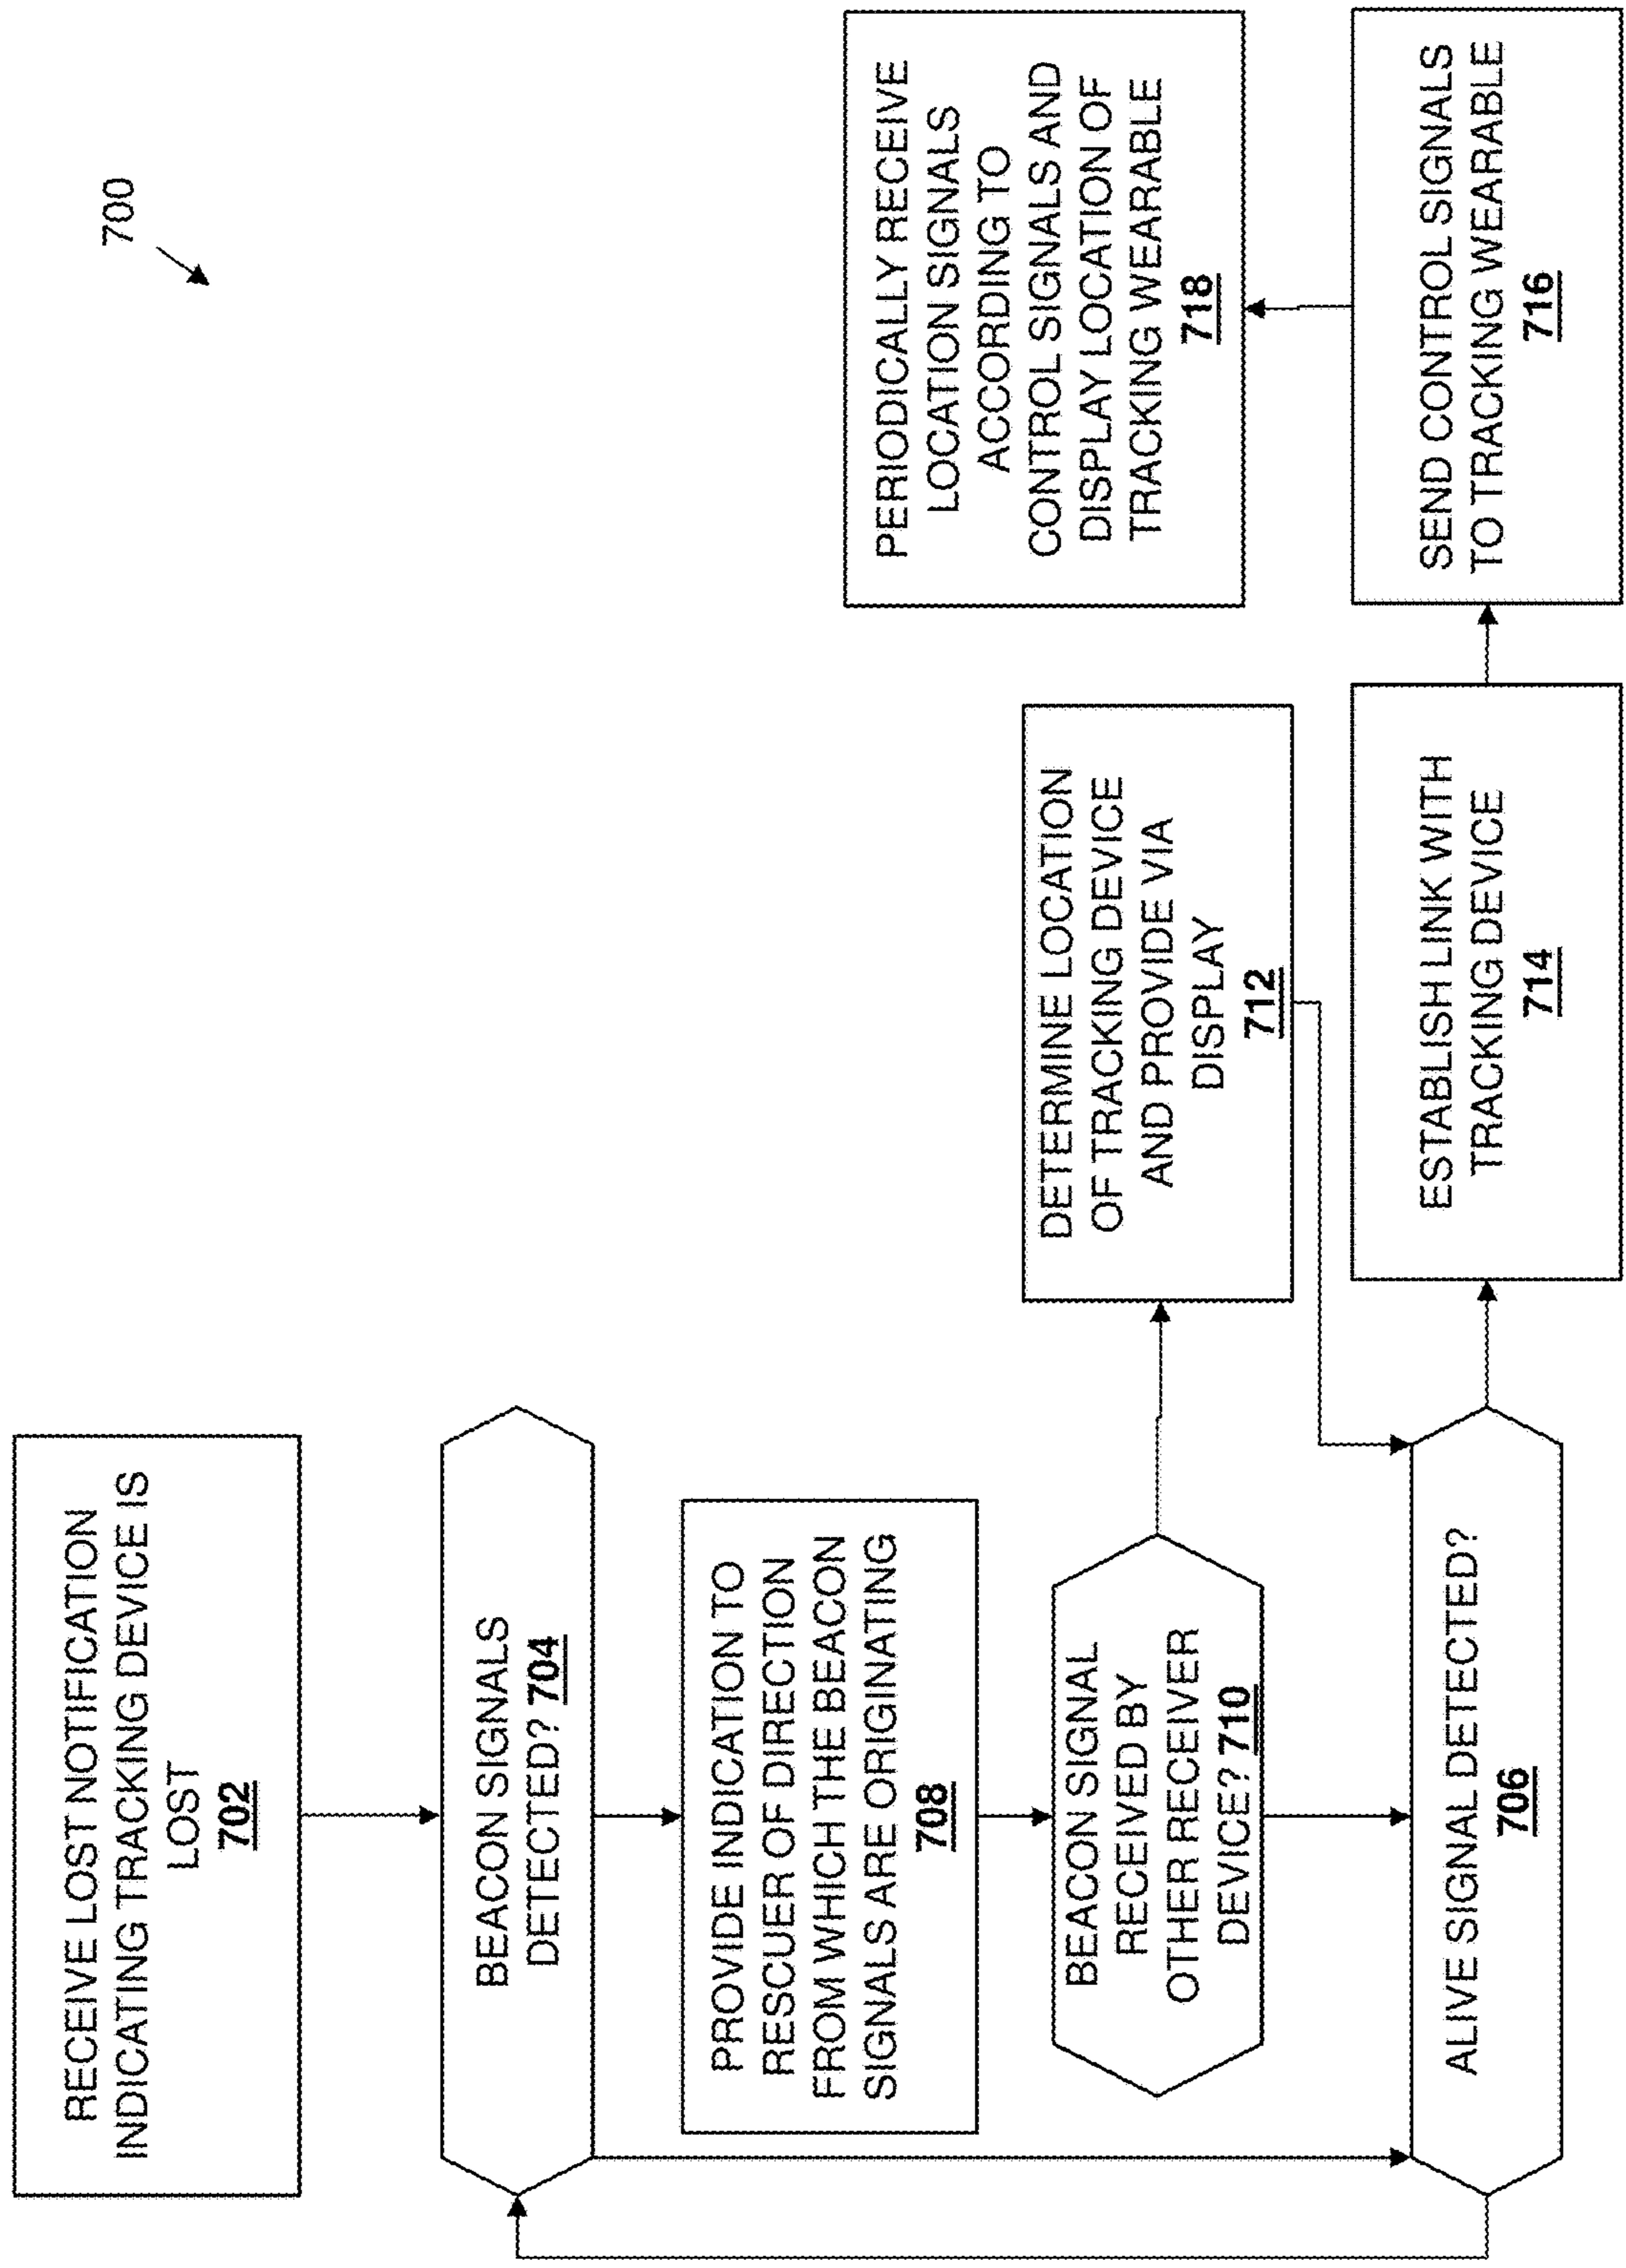 700
RECEIVE LOST NOTIFICATION
INDICATING TRACKING DEVICE IS
LOST
702
BEACON SIGNALS
DETECTED? 704
PROVIDE INDICATION TO
RESCUER OF DIRECTION
FROM WHICH THE BEACON
SIGNALS ARE ORIGINATING
708
BEACON SIGNAL
RECEIVED BY
OTHER RECEIVER
DEVICE? 710
DETERMINE LOCATION
OF TRACKING DEVICE
AND PROVIDE VIA
DISPLAY
712
ALIVE SIGNAL DETECTED?
706
ESTABLISH LINK WITH
TRACKING DEVICE
714
SEND CONTROL SIGNALS
TO TRACKING WEARABLE
716
PERIODICALLY RECEIVE
LOCATION SIGNALS
ACCORDING TO
CONTROL SIGNALS AND
DISPLAY LOCATION OF
TRACKING WEARABLE
718